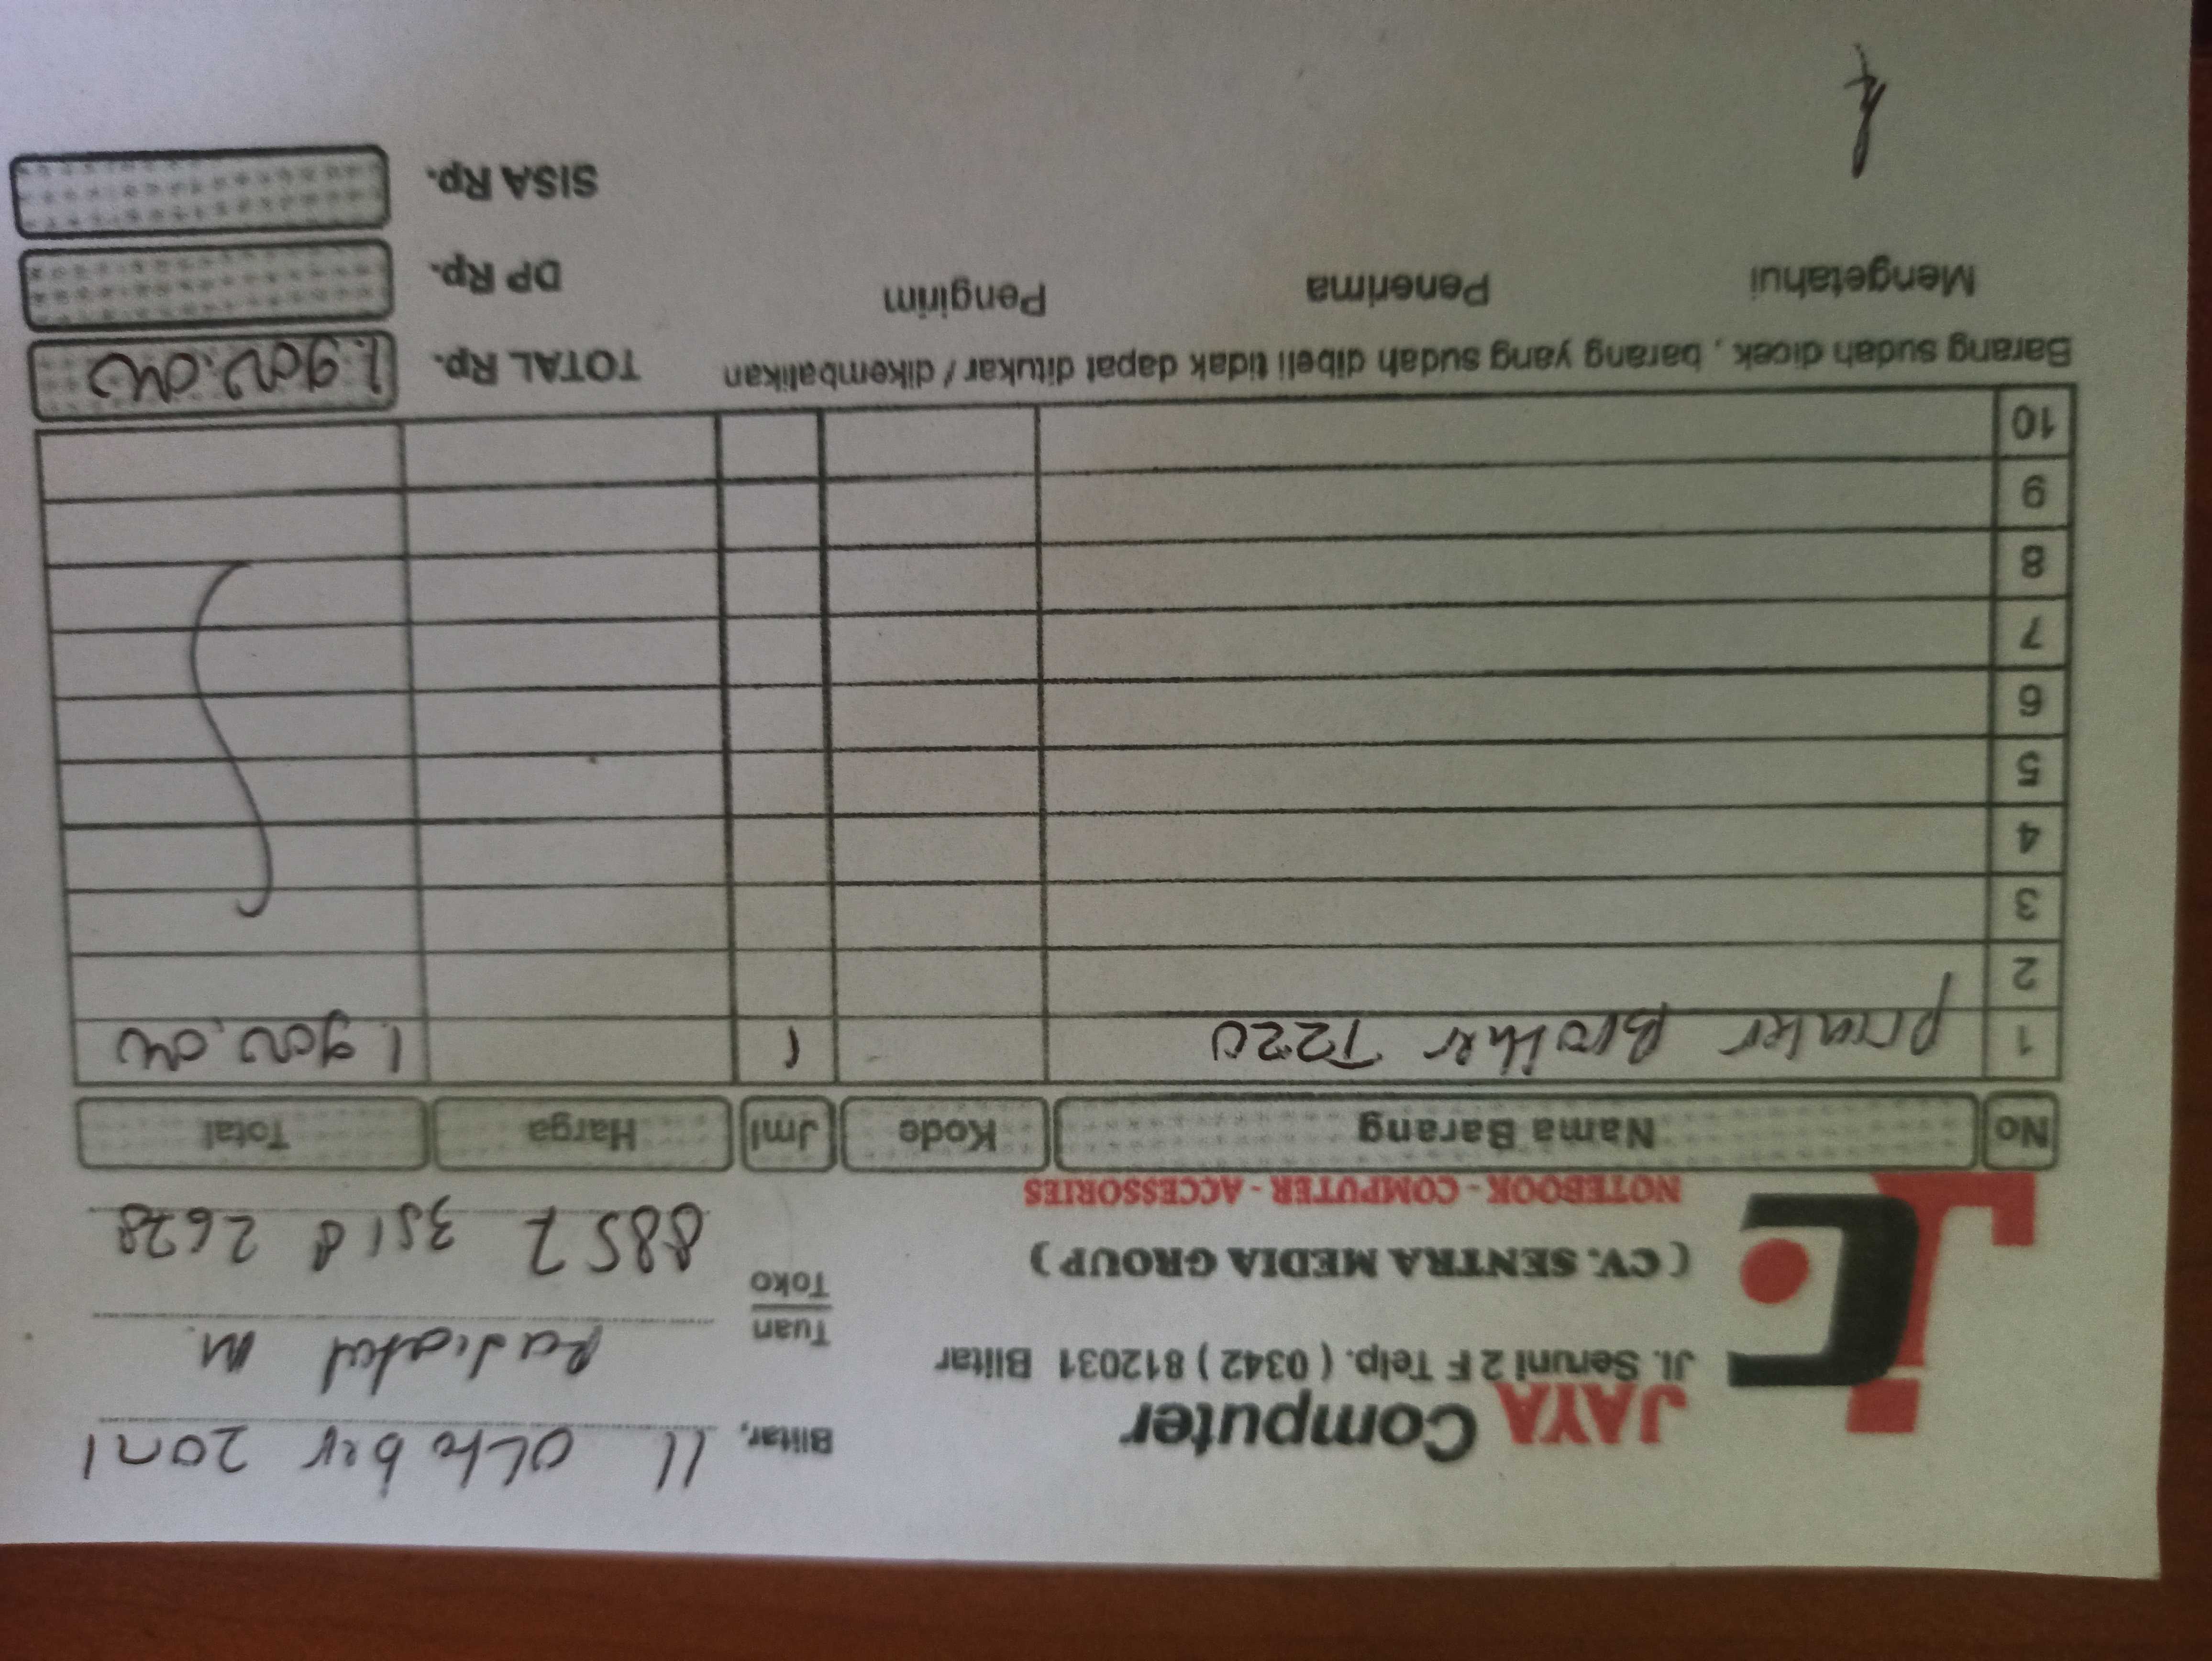 JAYA Computer
Jl. Seruni 2 F Telp. ( 0342 ) 812031 Blitar
( CV. SENTRA MEDIA GROUP )
NOTEBOOK - COMPUTER - ACCESSORIES
Blitar, 11 Oktober
Tuan
Toko
M.
0857 3510 2628
No Nama Barang Kode Jml Harga Total
1 printer Brother T220 1 1.900.000
2
3
4
5
6
7
8
9
10
Barang sudah dicek , barang yang sudah dibeli tidak dapat ditukar / dikembalikan
TOTAL Rp. 1.900.000
Mengetahui Penerima Pengirim
DP Rp.
SISA Rp.